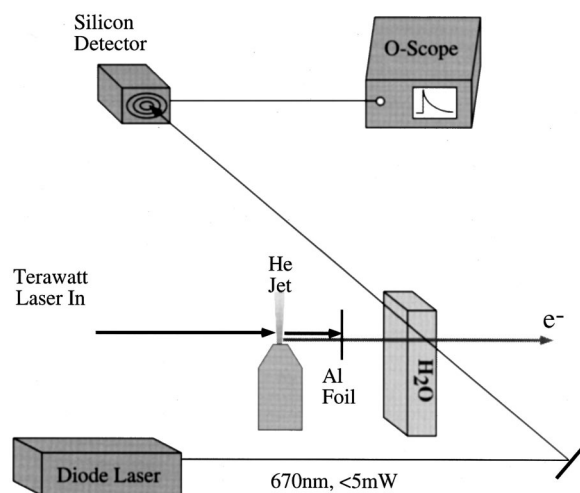 Silicon
Detector
O-Scope
Terawatt
Laser In
He
Jet
Al
Foil
H₂O
e⁻
Diode Laser
670nm, <5mW